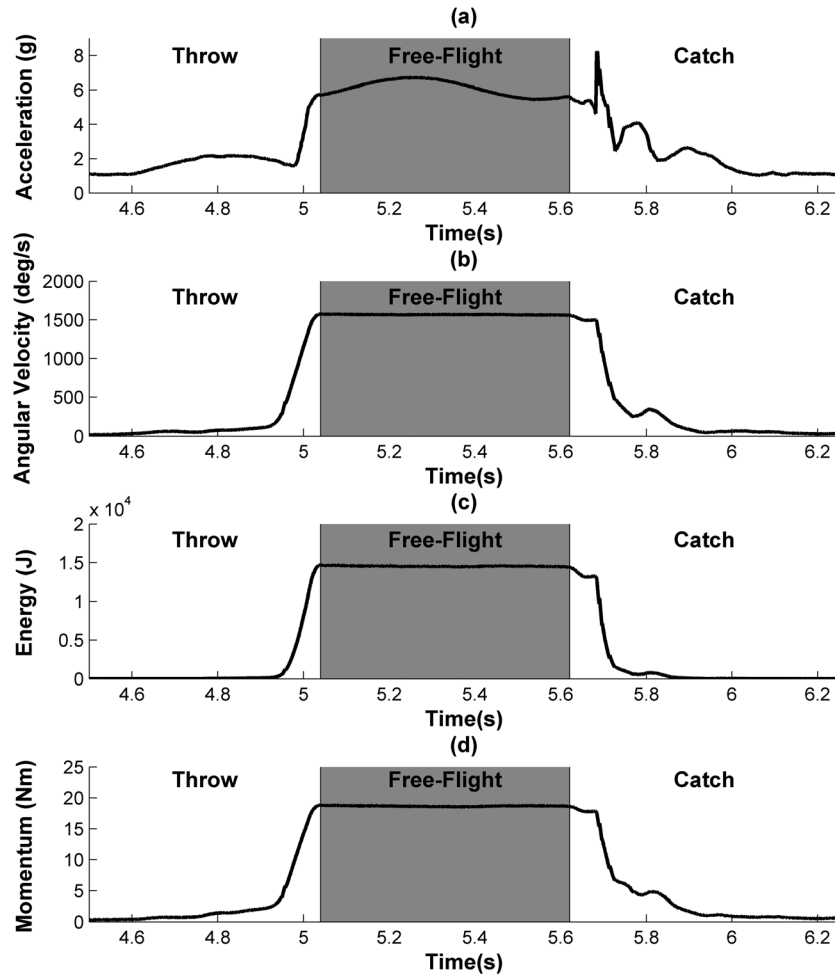 (a)
Throw Free-Flight Catch
Acceleration (g)
8
6
4
2
0
4.6 4.8 5 5.2 5.4 5.6 5.8 6 6.2
Time(s)
(b)
Throw Free-Flight Catch
Angular Velocity (deg/s)
2000
1500
1000
500
0
4.6 4.8 5 5.2 5.4 5.6 5.8 6 6.2
Time(s)
(c)
x 10^4
Throw Free-Flight Catch
Energy (J)
2
1.5
1
0.5
0
4.6 4.8 5 5.2 5.4 5.6 5.8 6 6.2
Time(s)
(d)
Throw Free-Flight Catch
Momentum (Nm)
25
20
15
10
5
0
4.6 4.8 5 5.2 5.4 5.6 5.8 6 6.2
Time(s)